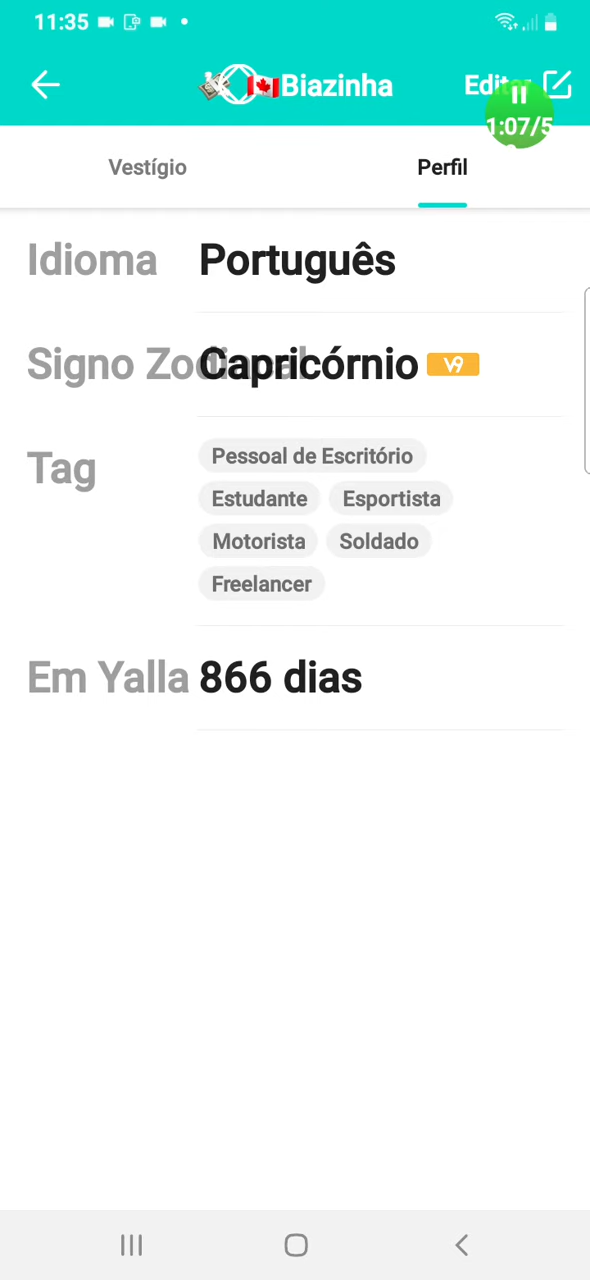 11:35
Biazinha
Editar
1:07/5
Vestígio
Perfil
Idioma
Português
Signo Zodiacal
Capricórnio V9
Tag
Pessoal de Escritório
Estudante
Esportista
Motorista
Soldado
Freelancer
Em Yalla
866 dias